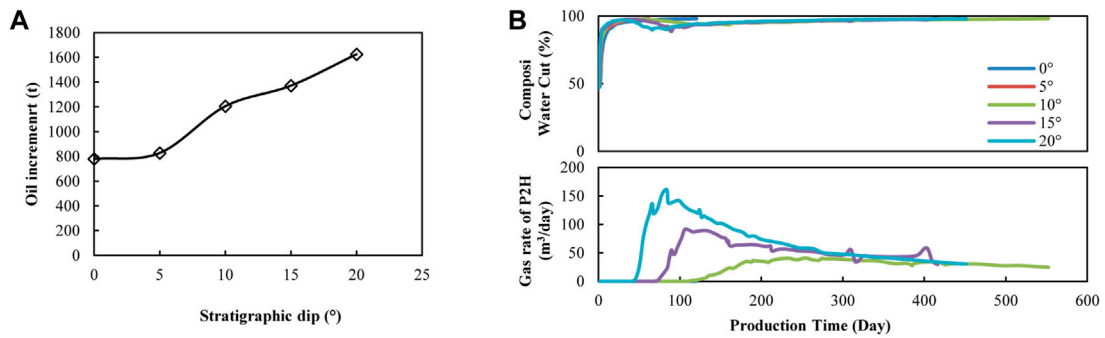 A
1800
1600
1400
1200
1000
800
600
400
200
0
0 5 10 15 20 25
Oil incremenrt (t)
Stratigraphic dip (°)
B
100
50
0
Composi
Water Cut (%)
0°
5°
10°
15°
20°
200
150
100
50
0
Gas rate of P2H
(m³/day)
0 100 200 300 400 500 600
Production Time (Day)